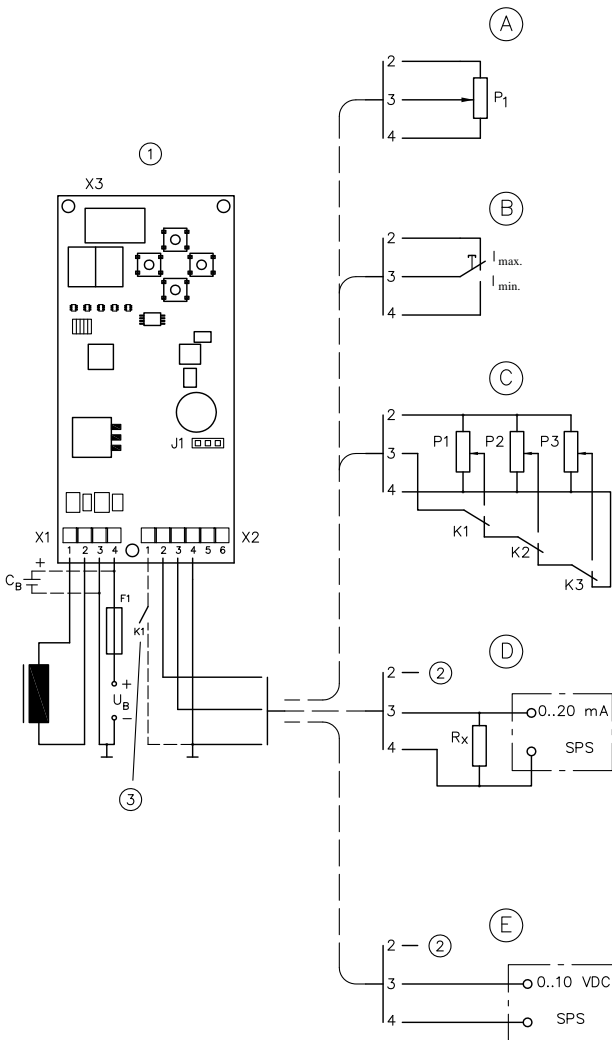 A
2
3
P1
4
1
X3
B
2
3
I max.
I min.
4
C
2
P1 P2 P3
3
4
K1
K2
K3
J1
X1 X2
1 2 3 4 1 2 3 4 5 6
+
CB
F1
K1
+
UB
−
3
D
2 — 2
3
0..20 mA
Rx
SPS
4
E
2 — 2
3
0..10 VDC
4
SPS